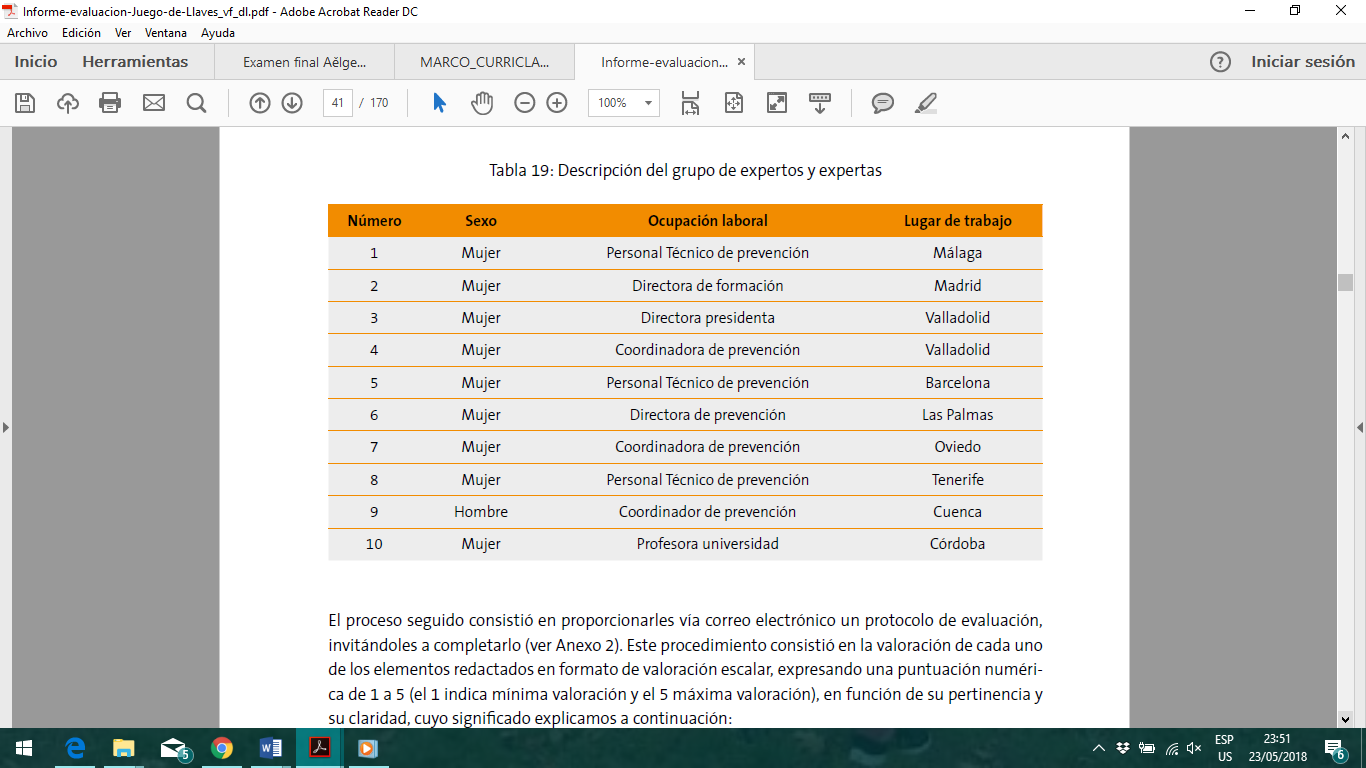 Informe-evaluacion-Juego-de-Llaves_vf_dl.pdf - Adobe Acrobat Reader DC
Archivo Edición Ver Ventana Ayuda
Inicio Herramientas Examen final Aëlge... MARCO_CURRICLA... Informe-evaluacion... × ? Iniciar sesión
41 / 170 100%
Tabla 19: Descripción del grupo de expertos y expertas
Número Sexo Ocupación laboral Lugar de trabajo
1 Mujer Personal Técnico de prevención Málaga
2 Mujer Directora de formación Madrid
3 Mujer Directora presidenta Valladolid
4 Mujer Coordinadora de prevención Valladolid
5 Mujer Personal Técnico de prevención Barcelona
6 Mujer Directora de prevención Las Palmas
7 Mujer Coordinadora de prevención Oviedo
8 Mujer Personal Técnico de prevención Tenerife
9 Hombre Coordinador de prevención Cuenca
10 Mujer Profesora universidad Córdoba
El proceso seguido consistió en proporcionarles vía correo electrónico un protocolo de evaluación,
invitándoles a completarlo (ver Anexo 2). Este procedimiento consistió en la valoración de cada uno
de los elementos redactados en formato de valoración escalar, expresando una puntuación numéri-
ca de 1 a 5 (el 1 indica mínima valoración y el 5 máxima valoración), en función de su pertinencia y
su claridad, cuyo significado explicamos a continuación:
5 ESP 23:51
US 23/05/2018 6